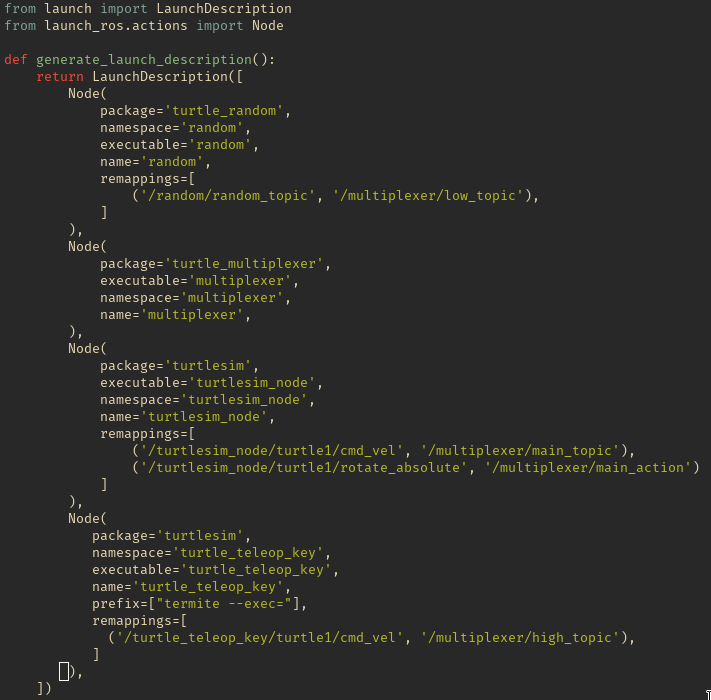 from launch import LaunchDescription
from launch_ros.actions import Node

def generate_launch_description():
    return LaunchDescription([
        Node(
            package='turtle_random',
            namespace='random',
            executable='random',
            name='random',
            remappings=[
                ('/random/random_topic', '/multiplexer/low_topic'),
            ]
        ),
        Node(
            package='turtle_multiplexer',
            executable='multiplexer',
            namespace='multiplexer',
            name='multiplexer',
        ),
        Node(
            package='turtlesim',
            executable='turtlesim_node',
            namespace='turtlesim_node',
            name='turtlesim_node',
            remappings=[
                ('/turtlesim_node/turtle1/cmd_vel', '/multiplexer/main_topic'),
                ('/turtlesim_node/turtle1/rotate_absolute', '/multiplexer/main_action')
            ]
        ),
        Node(
           package='turtlesim',
           namespace='turtle_teleop_key',
           executable='turtle_teleop_key',
           name='turtle_teleop_key',
           prefix=["termite --exec="],
           remappings=[
             ('/turtle_teleop_key/turtle1/cmd_vel', '/multiplexer/high_topic'),
           ]
        ),
    ])